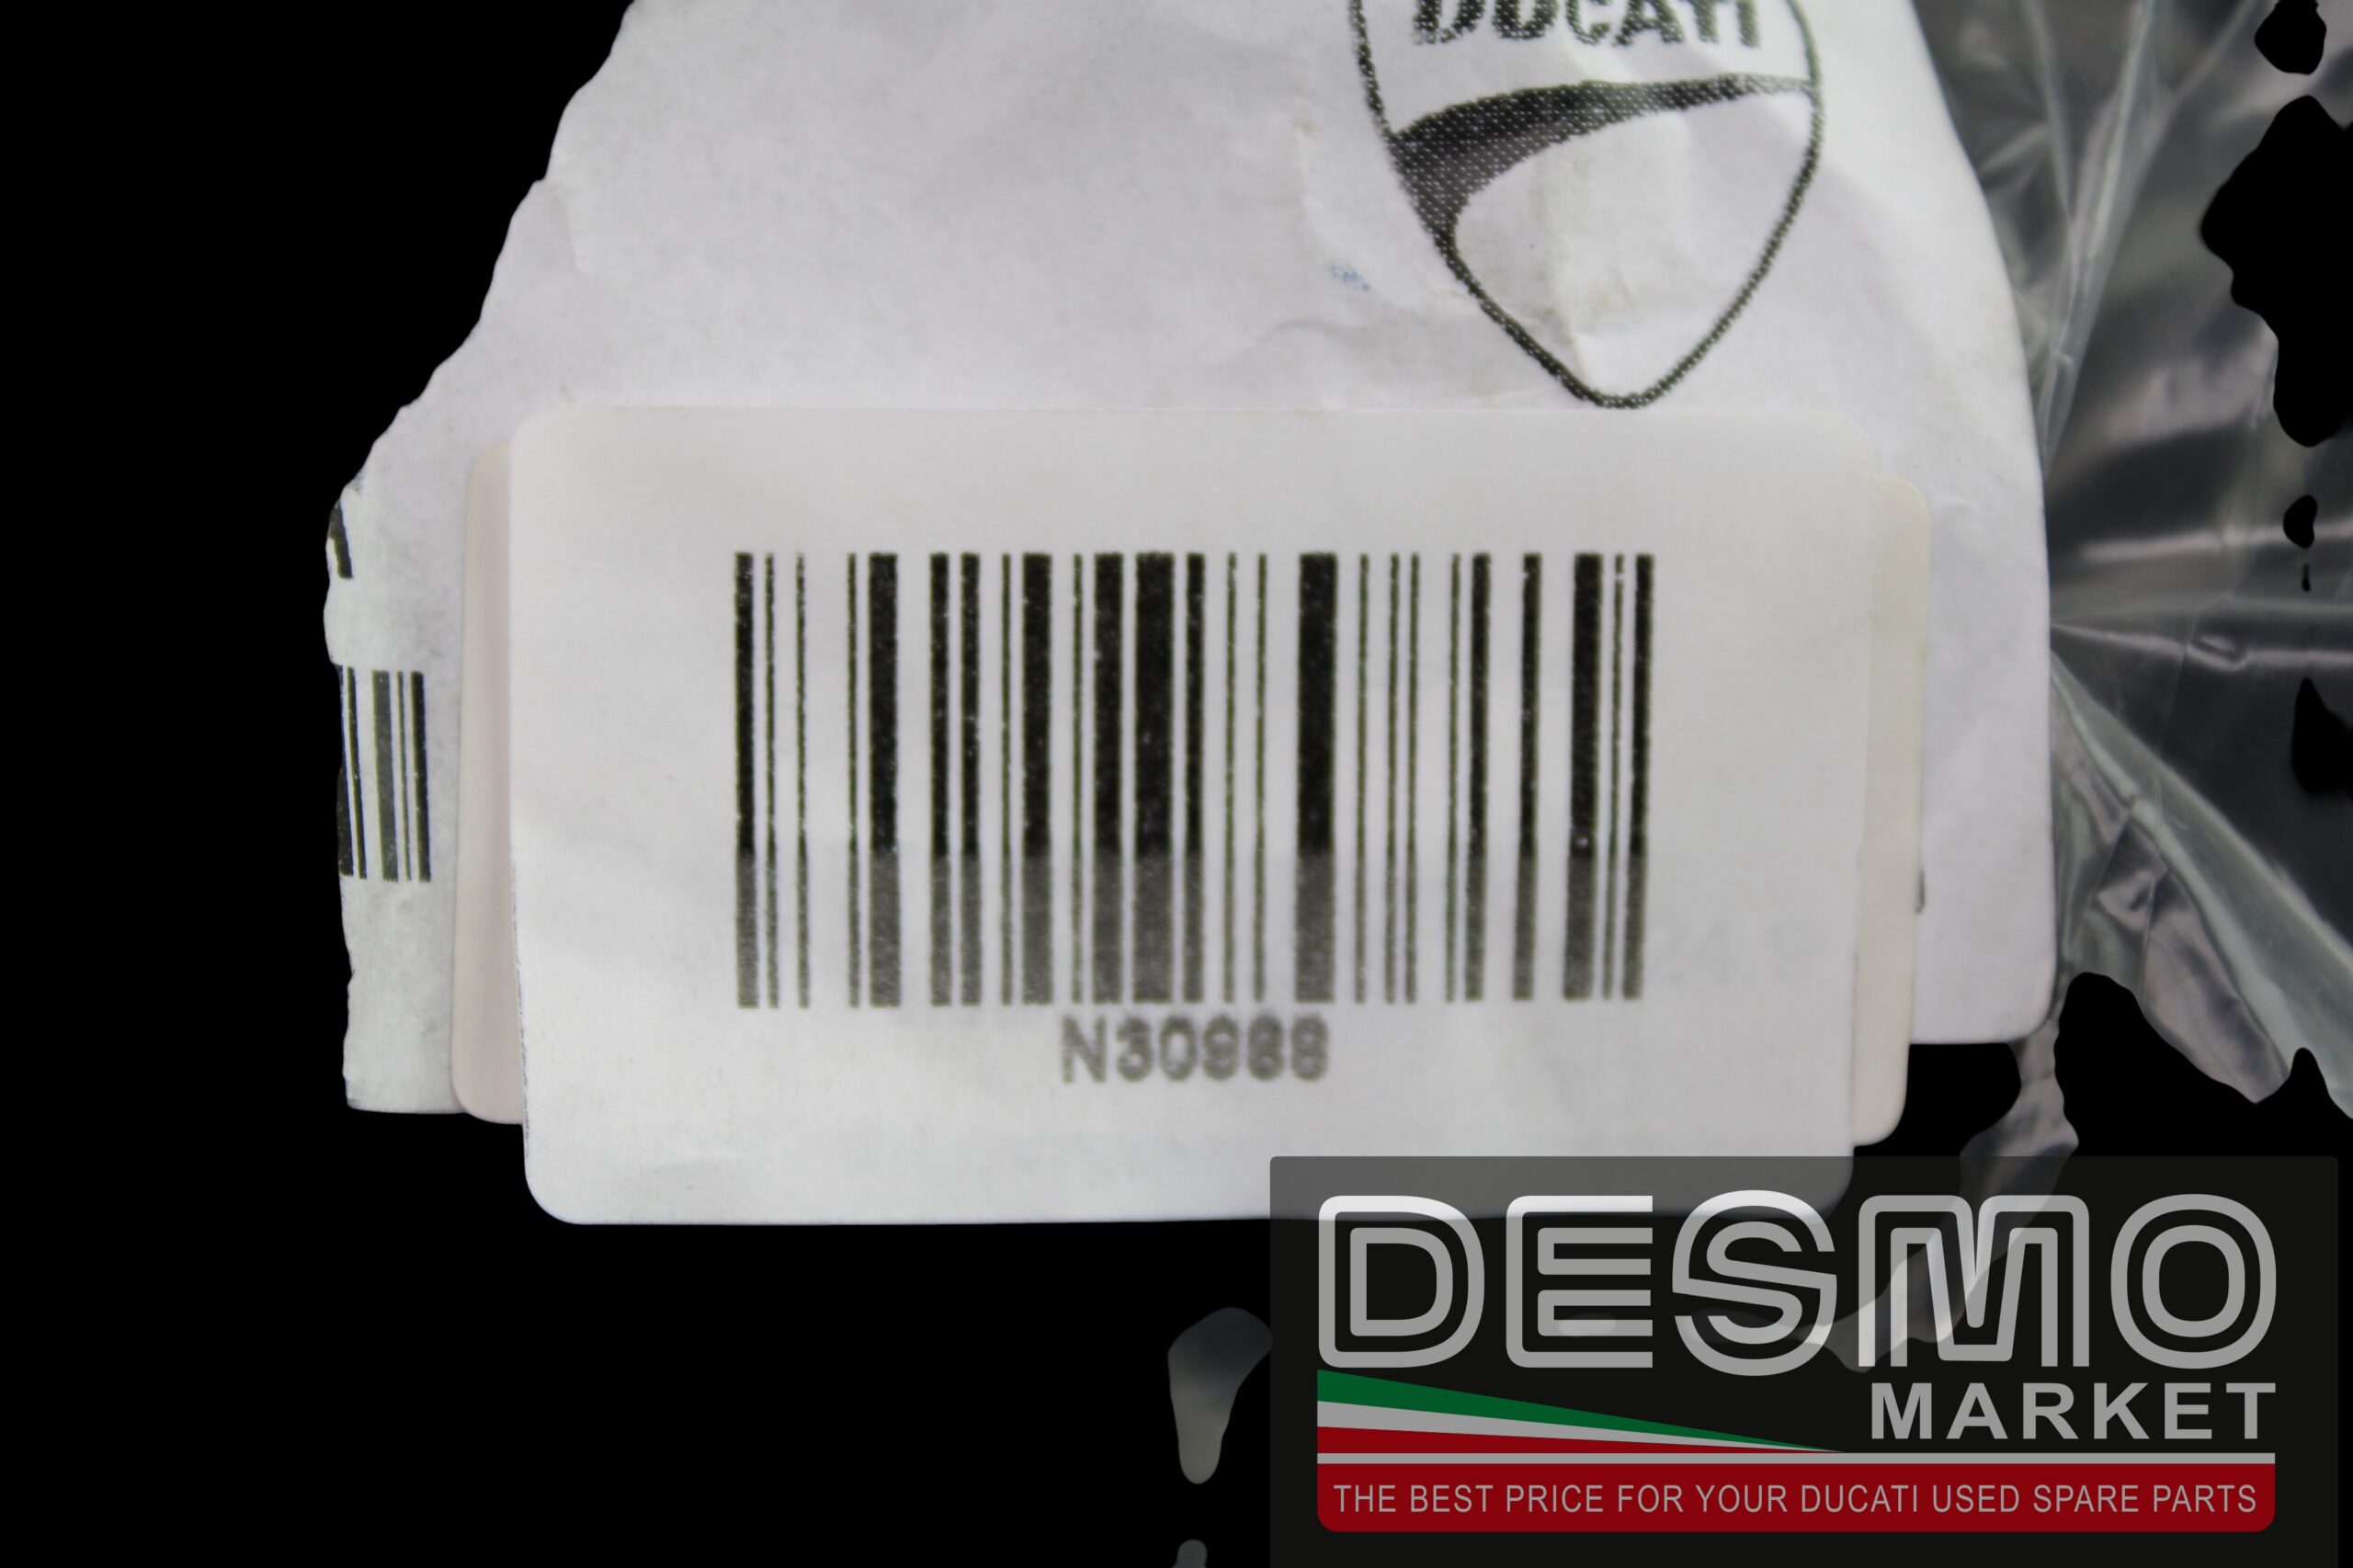 DUCATI
N30988
DESMO
MARKET
THE BEST PRICE FOR YOUR DUCATI USED SPARE PARTS